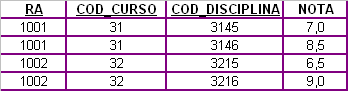 RA COD_CURSO COD_DISCIPLINA NOTA
1001 31 3145 7,0
1001 31 3146 8,5
1002 32 3215 6,5
1002 32 3216 9,0